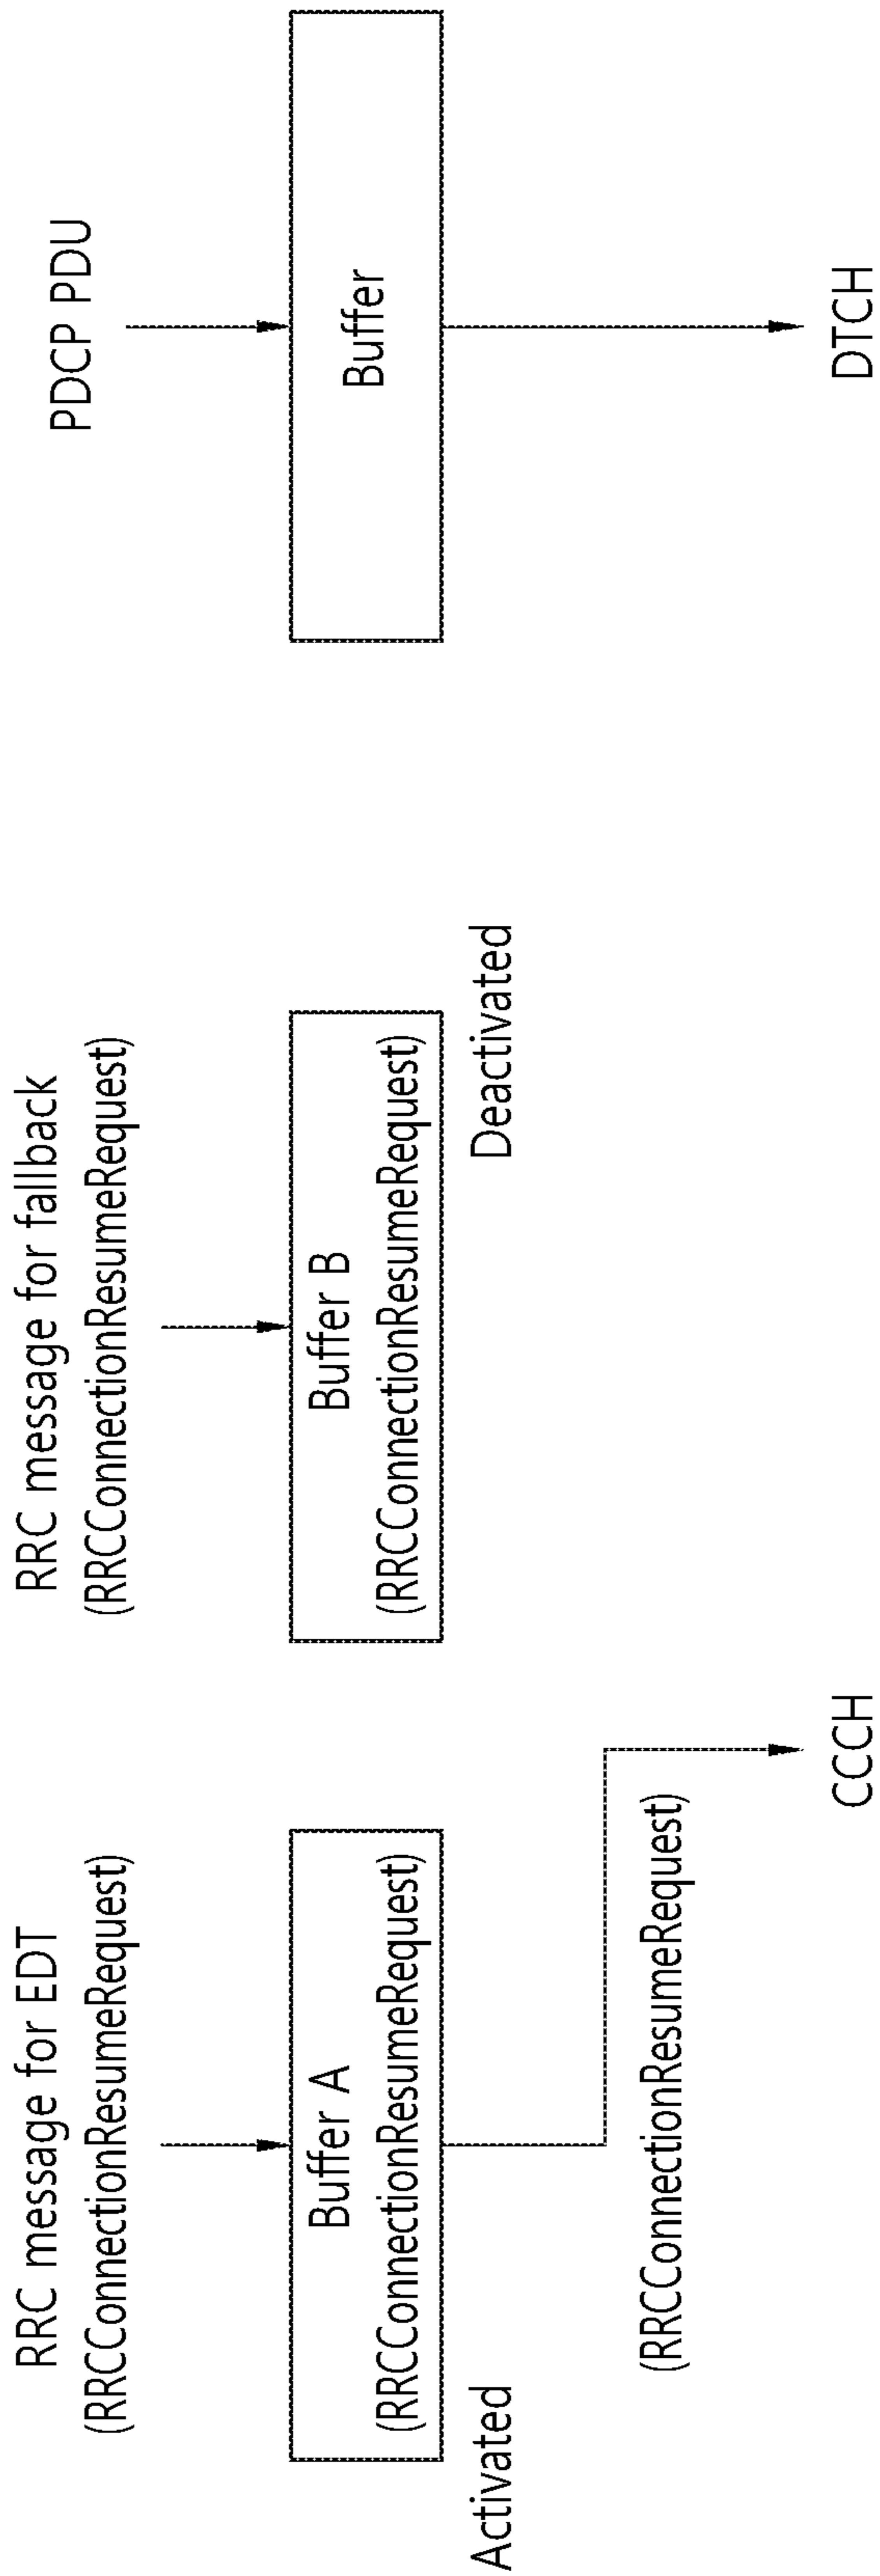 RRC message for EDT
(RRCConnectionResumeRequest)
Buffer A
(RRCConnectionResumeRequest)
Activated
(RRCConnectionResumeRequest)
CCCH
RRC message for fallback
(RRCConnectionResumeRequest)
Buffer B
(RRCConnectionResumeRequest)
Deactivated
PDCP PDU
Buffer
DTCH